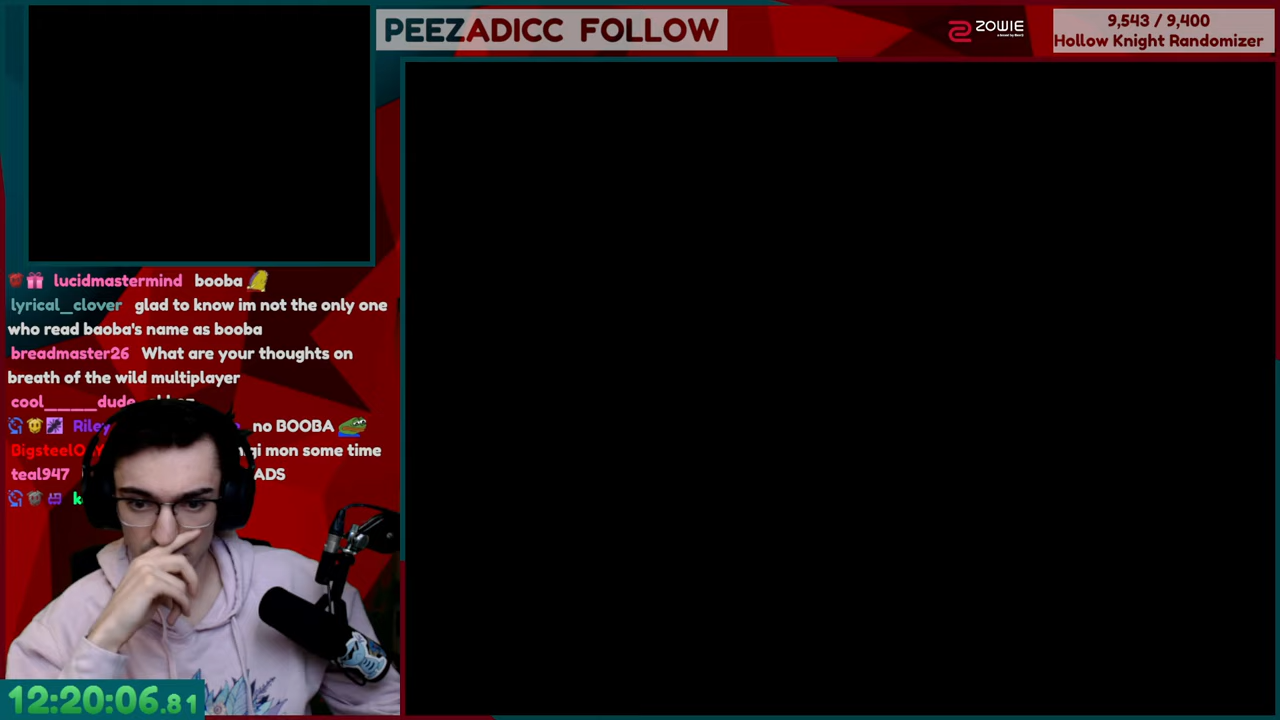 PEEZADICC FOLLOW
ZOWIE
9,543 / 9,400
Hollow Knight Randomizer
lucidmastermind booba
lyrical_clover glad to know im not the only one
who read baoba's name as booba
breadmaster26 What are your thoughts on
breath of the wild multiplayer
cool____dude
Riley no BOOBA
mon some time
teal947 ADS
12:20:06.81